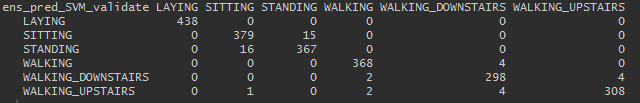 ens_pred_SVM_validate LAYING SITTING STANDING WALKING WALKING_DOWNSTAIRS WALKING_UPSTAIRS
LAYING 438 0 0 0 0 0
SITTING 0 379 15 0 0 0
STANDING 0 16 367 0 0 0
WALKING 0 0 0 368 4 0
WALKING_DOWNSTAIRS 0 0 0 2 298 4
WALKING_UPSTAIRS 0 1 0 2 4 308